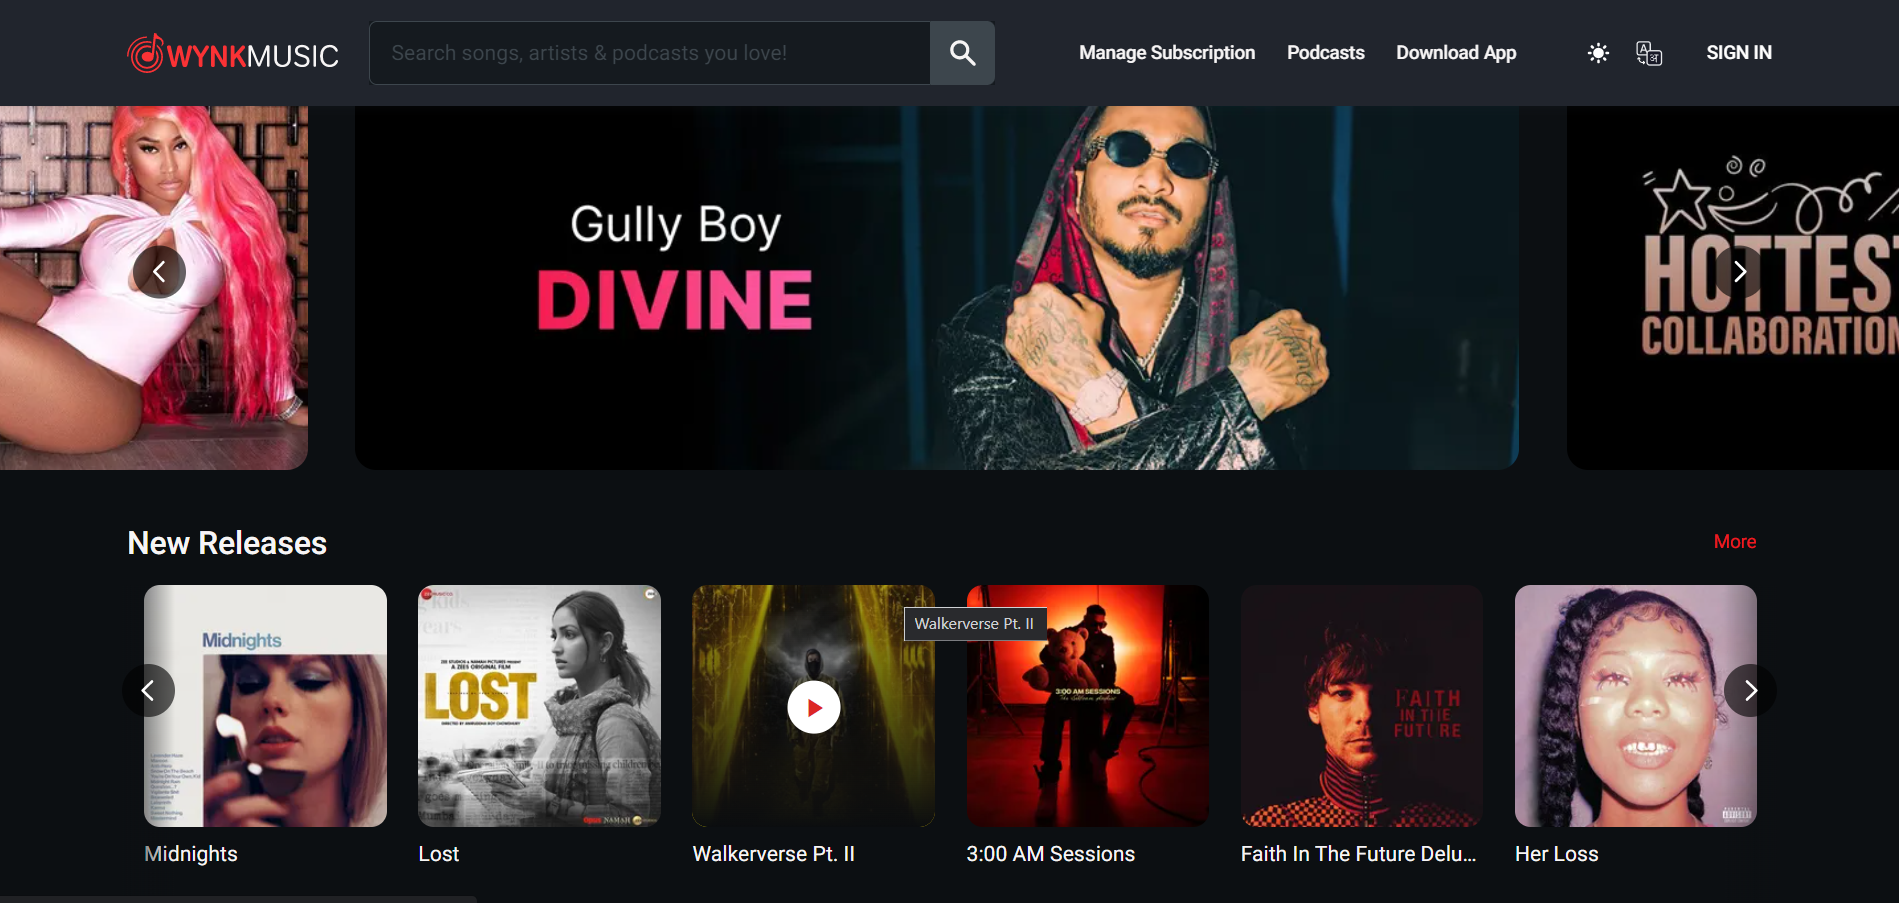 WYNKMUSIC
Search songs, artists & podcasts you love!
Manage Subscription
Podcasts
Download App
SIGN IN
Gully Boy
DIVINE
HOTTES
COLLABORATION
New Releases
More
Midnights
LOST
Walkerverse Pt. II
3:00 AM SESSIONS
FAITH
IN THE
FUTURE
Midnights
Lost
Walkerverse Pt. II
3:00 AM Sessions
Faith In The Future Delu...
Her Loss